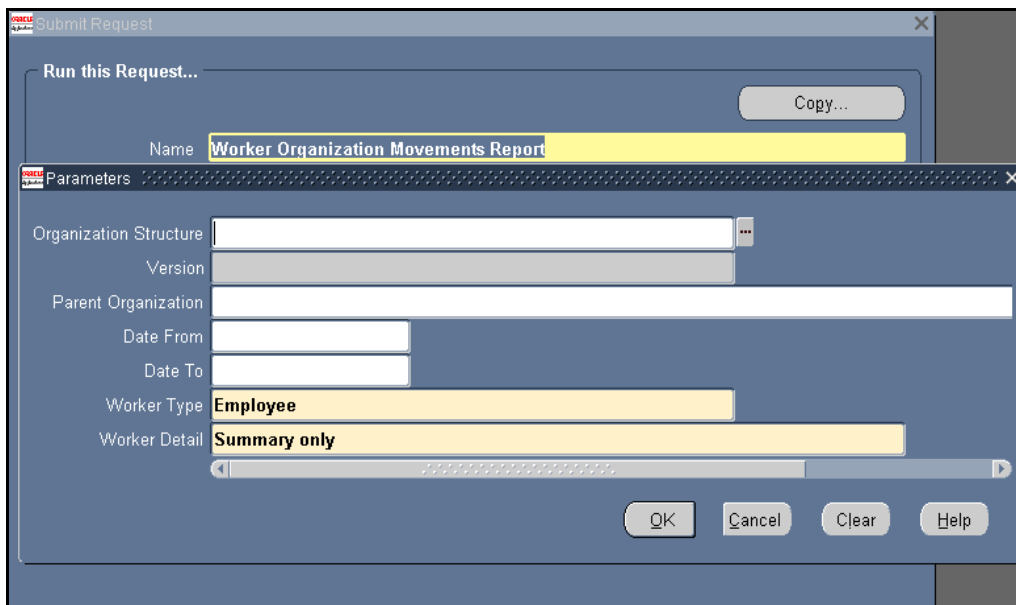 Submit Request
Run this Request...
Copy...
Name Worker Organization Movements Report
Parameters
Organization Structure
Version
Parent Organization
Date From
Date To
Worker Type Employee
Worker Detail Summary only
OK Cancel Clear Help